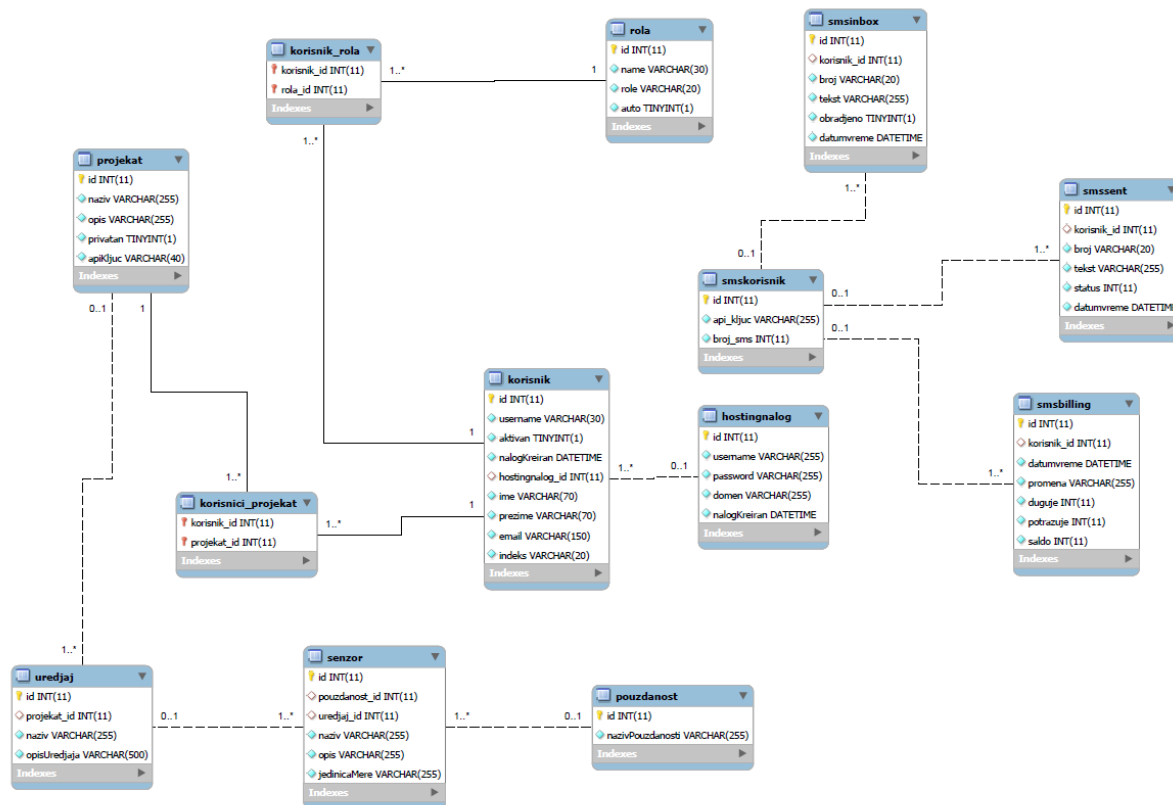 korisnik_rola
korisnik_id INT(11)
rola_id INT(11)
Indexes
1..*
1
1..*
rola
id INT(11)
name VARCHAR(30)
role VARCHAR(20)
auto TINYINT(1)
Indexes
smsinbox
id INT(11)
korisnik_id INT(11)
broj VARCHAR(20)
tekst VARCHAR(255)
obradjeno TINYINT(1)
datumvreme DATETIME
Indexes
1..*
0..1
projekat
id INT(11)
naziv VARCHAR(255)
opis VARCHAR(255)
privatan TINYINT(1)
apiKljuc VARCHAR(40)
Indexes
0..1
1
smssent
id INT(11)
korisnik_id INT(11)
broj VARCHAR(20)
tekst VARCHAR(255)
status INT(11)
datumvreme DATETIME
Indexes
1..*
smskorisnik
id INT(11)
api_kljuc VARCHAR(255)
broj_sms INT(11)
Indexes
0..1
0..1
korisnik
id INT(11)
username VARCHAR(30)
aktivan TINYINT(1)
nalogKreiran DATETIME
hostingnalog_id INT(11)
ime VARCHAR(70)
prezime VARCHAR(70)
email VARCHAR(150)
indeks VARCHAR(20)
Indexes
1
1
1..*
0..1
hostingnalog
id INT(11)
username VARCHAR(255)
password VARCHAR(255)
domen VARCHAR(255)
nalogKreiran DATETIME
Indexes
smsbilling
id INT(11)
korisnik_id INT(11)
datumvreme DATETIME
promena VARCHAR(255)
duguje INT(11)
potrazuje INT(11)
saldo INT(11)
Indexes
1..*
1..*
korisnici_projekat
korisnik_id INT(11)
projekat_id INT(11)
Indexes
1..*
1..*
uredjaj
id INT(11)
projekat_id INT(11)
naziv VARCHAR(255)
opisUredjaja VARCHAR(500)
Indexes
0..1
1..*
senzor
id INT(11)
pouzdanost_id INT(11)
uredjaj_id INT(11)
naziv VARCHAR(255)
opis VARCHAR(255)
jedinicaMere VARCHAR(255)
Indexes
1..*
0..1
pouzdanost
id INT(11)
nazivPouzdanosti VARCHAR(255)
Indexes